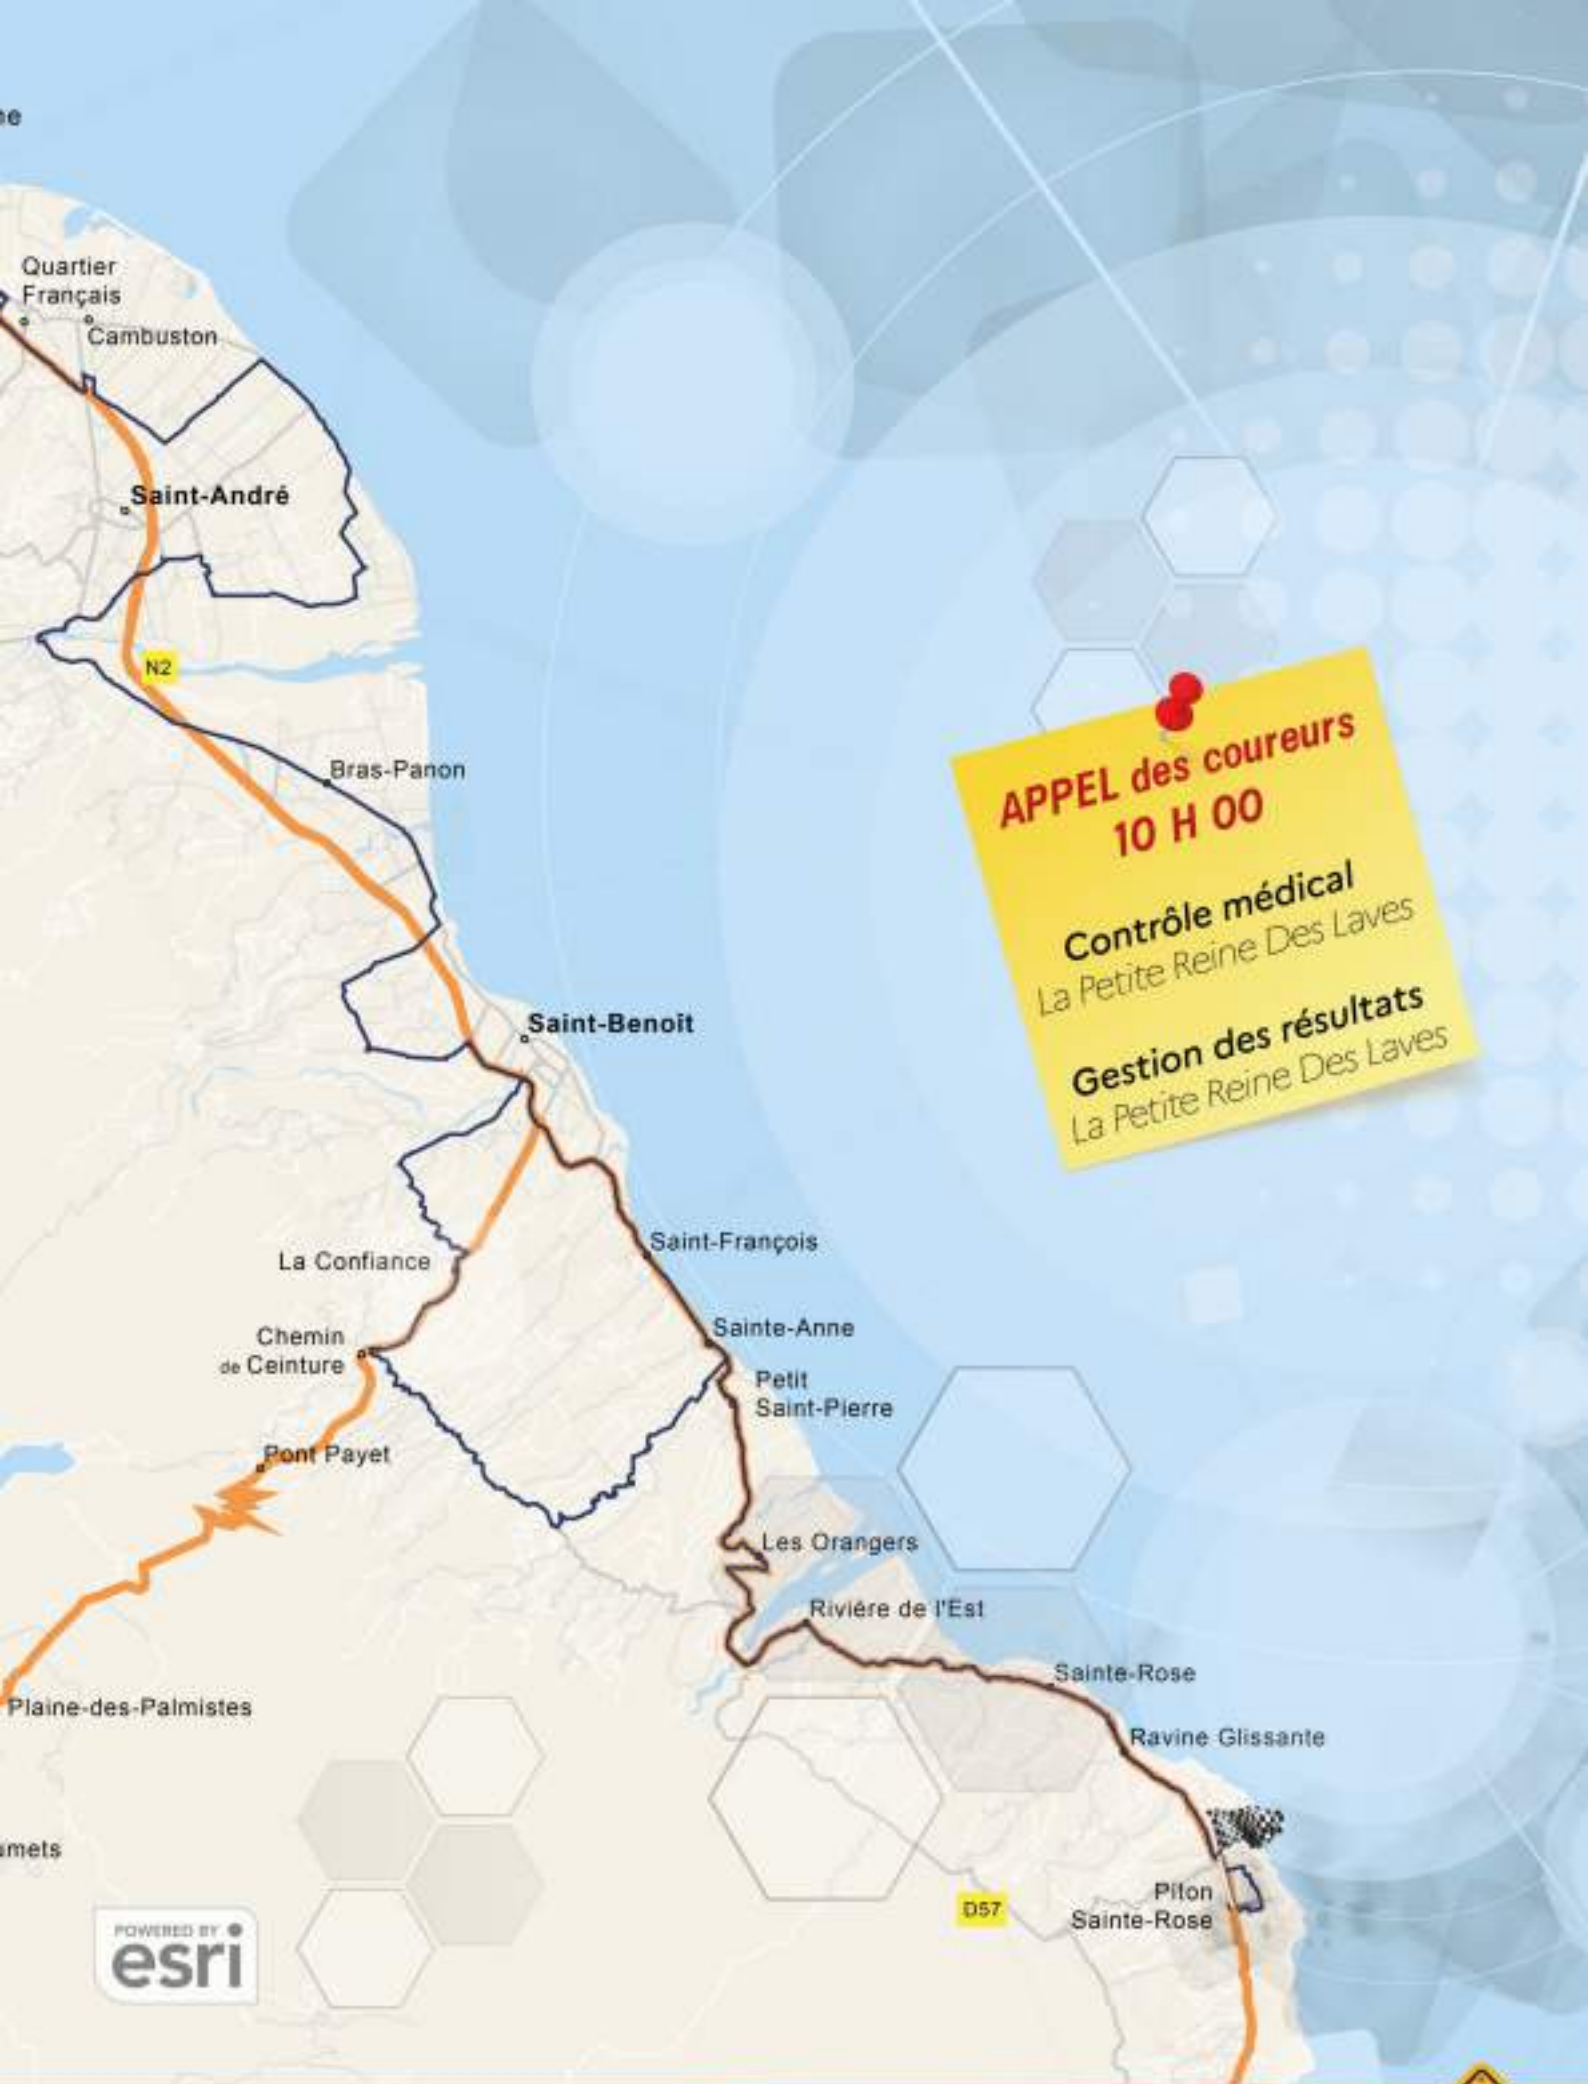 Quartier
Français
Cambuston
Saint-André
N2
Bras-Panon
Saint-Benoît
La Confiance
Saint-François
Chemin
de Ceinture
Sainte-Anne
Petit
Saint-Pierre
Pont Payet
Les Orangers
Riviére de l'Est
Sainte-Rose
Plaine-des-Palmistes
Ravine Glissante
Piton
Sainte-Rose
D57
POWERED BY
esri
APPEL des coureurs
10 H 00
Contrôle médical
La Petite Reine Des Laves
Gestion des résultats
La Petite Reine Des Laves